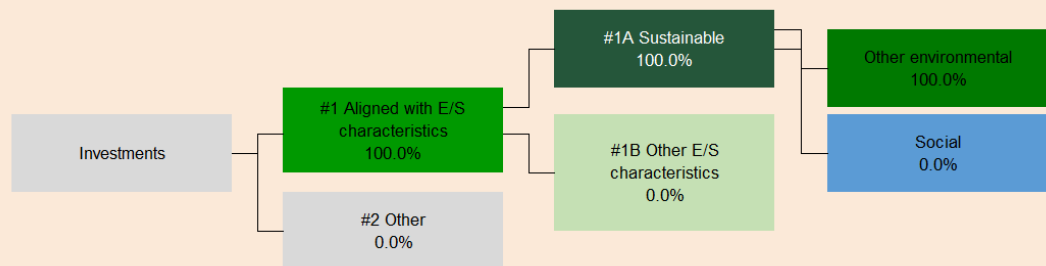 Investments
#1 Aligned with E/S
characteristics
100.0%
#2 Other
0.0%
#1A Sustainable
100.0%
#1B Other E/S
characteristics
0.0%
Other environmental
100.0%
Social
0.0%